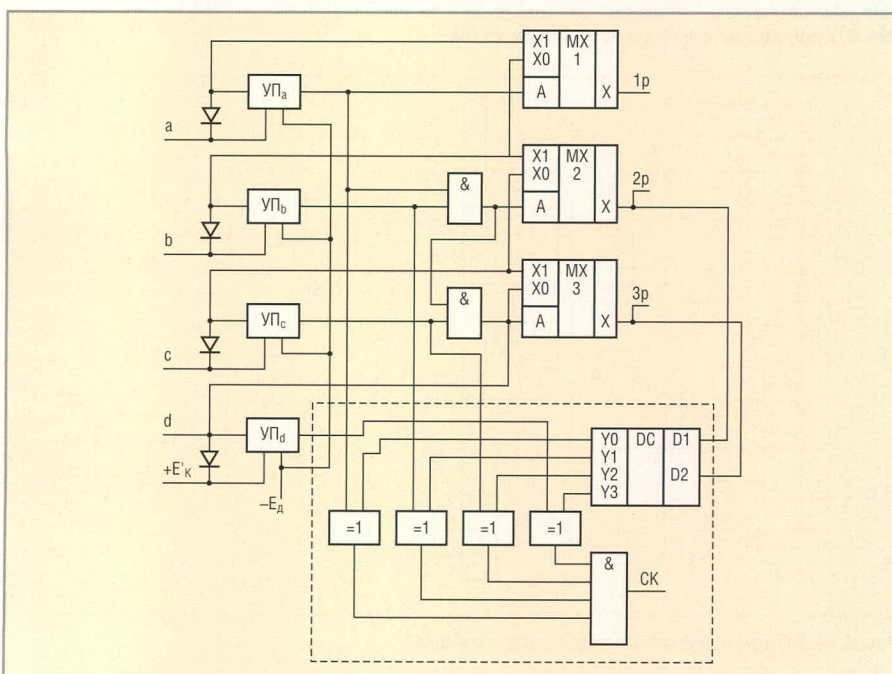 X1 MX
X0 1
A X 1p
УПa
a
X1 MX
X0 2
A X 2p
&
УПb
b
X1 MX
X0 3
A X 3p
&
УПc
c
d
УПd
+E'К
–EД
Y0 DC D1
Y1
Y2 D2
Y3
=1 =1 =1 =1
&
CK